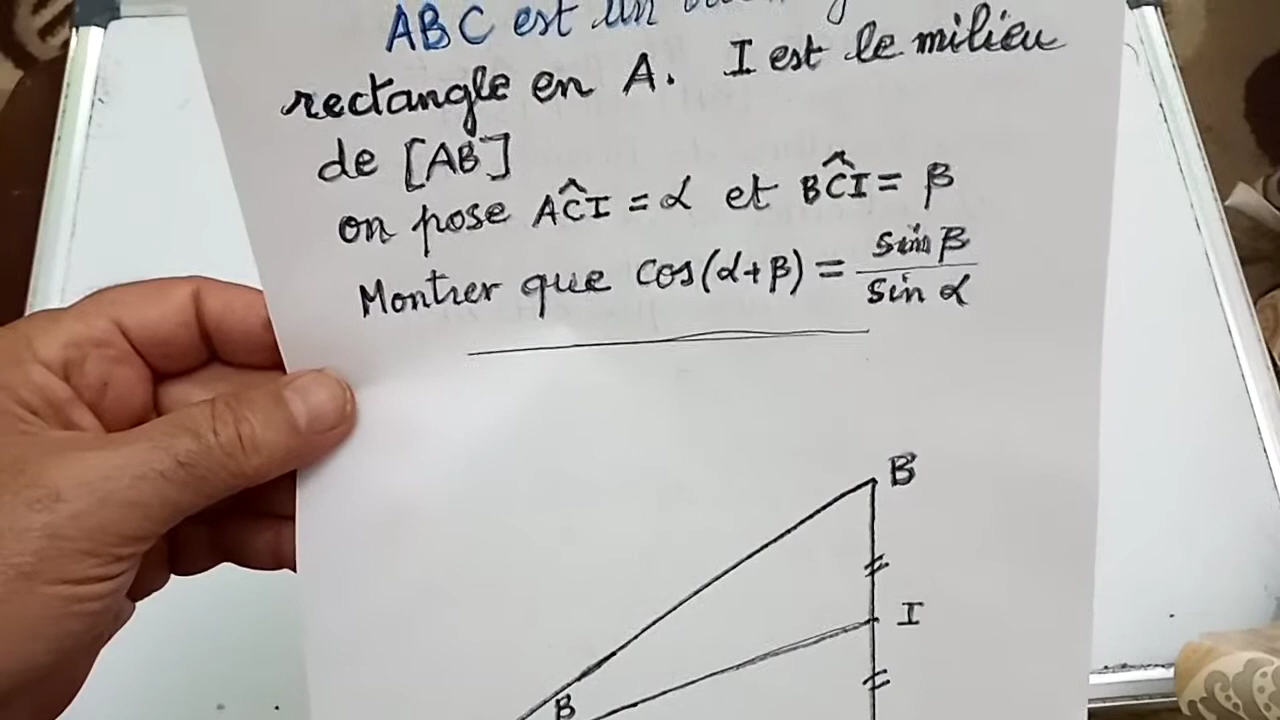 ABC est un
rectangle en A. I est le milieu
de [AB]
on pose AĈI = α et BĈI = β
Montrer que cos(α+β) = sin β / sin α
B
I
β